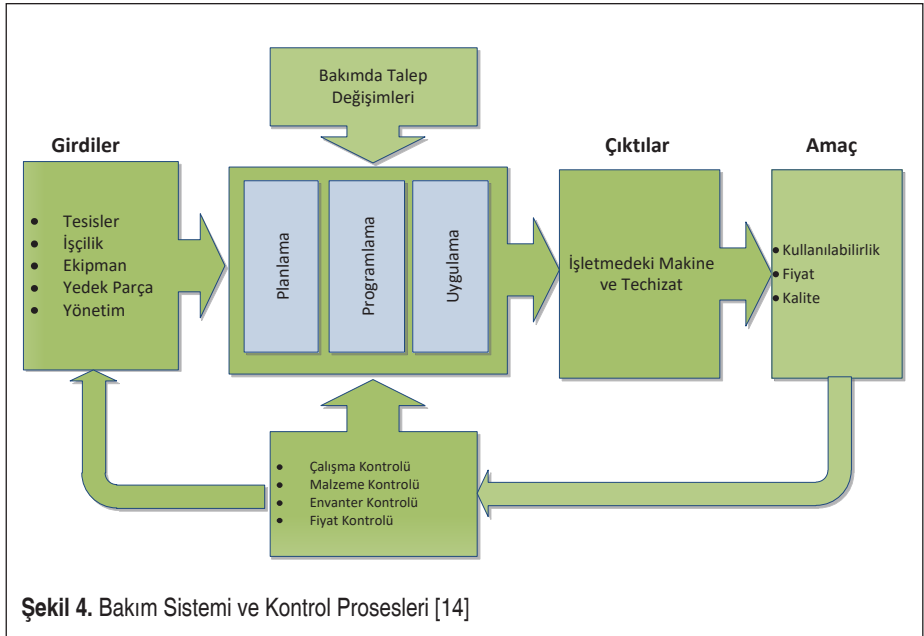 Bakımda Talep
Değişimleri
Girdiler
Çıktılar
Amaç
• Tesisler
• İşçilik
• Ekipman
• Yedek Parça
• Yönetim
Planlama
Programlama
Uygulama
İşletmedeki Makine
ve Techizat
• Kullanılabilirlik
• Fiyat
• Kalite
• Çalışma Kontrolü
• Malzeme Kontrolü
• Envanter Kontrolü
• Fiyat Kontrolü
Şekil 4. Bakım Sistemi ve Kontrol Prosesleri [14]